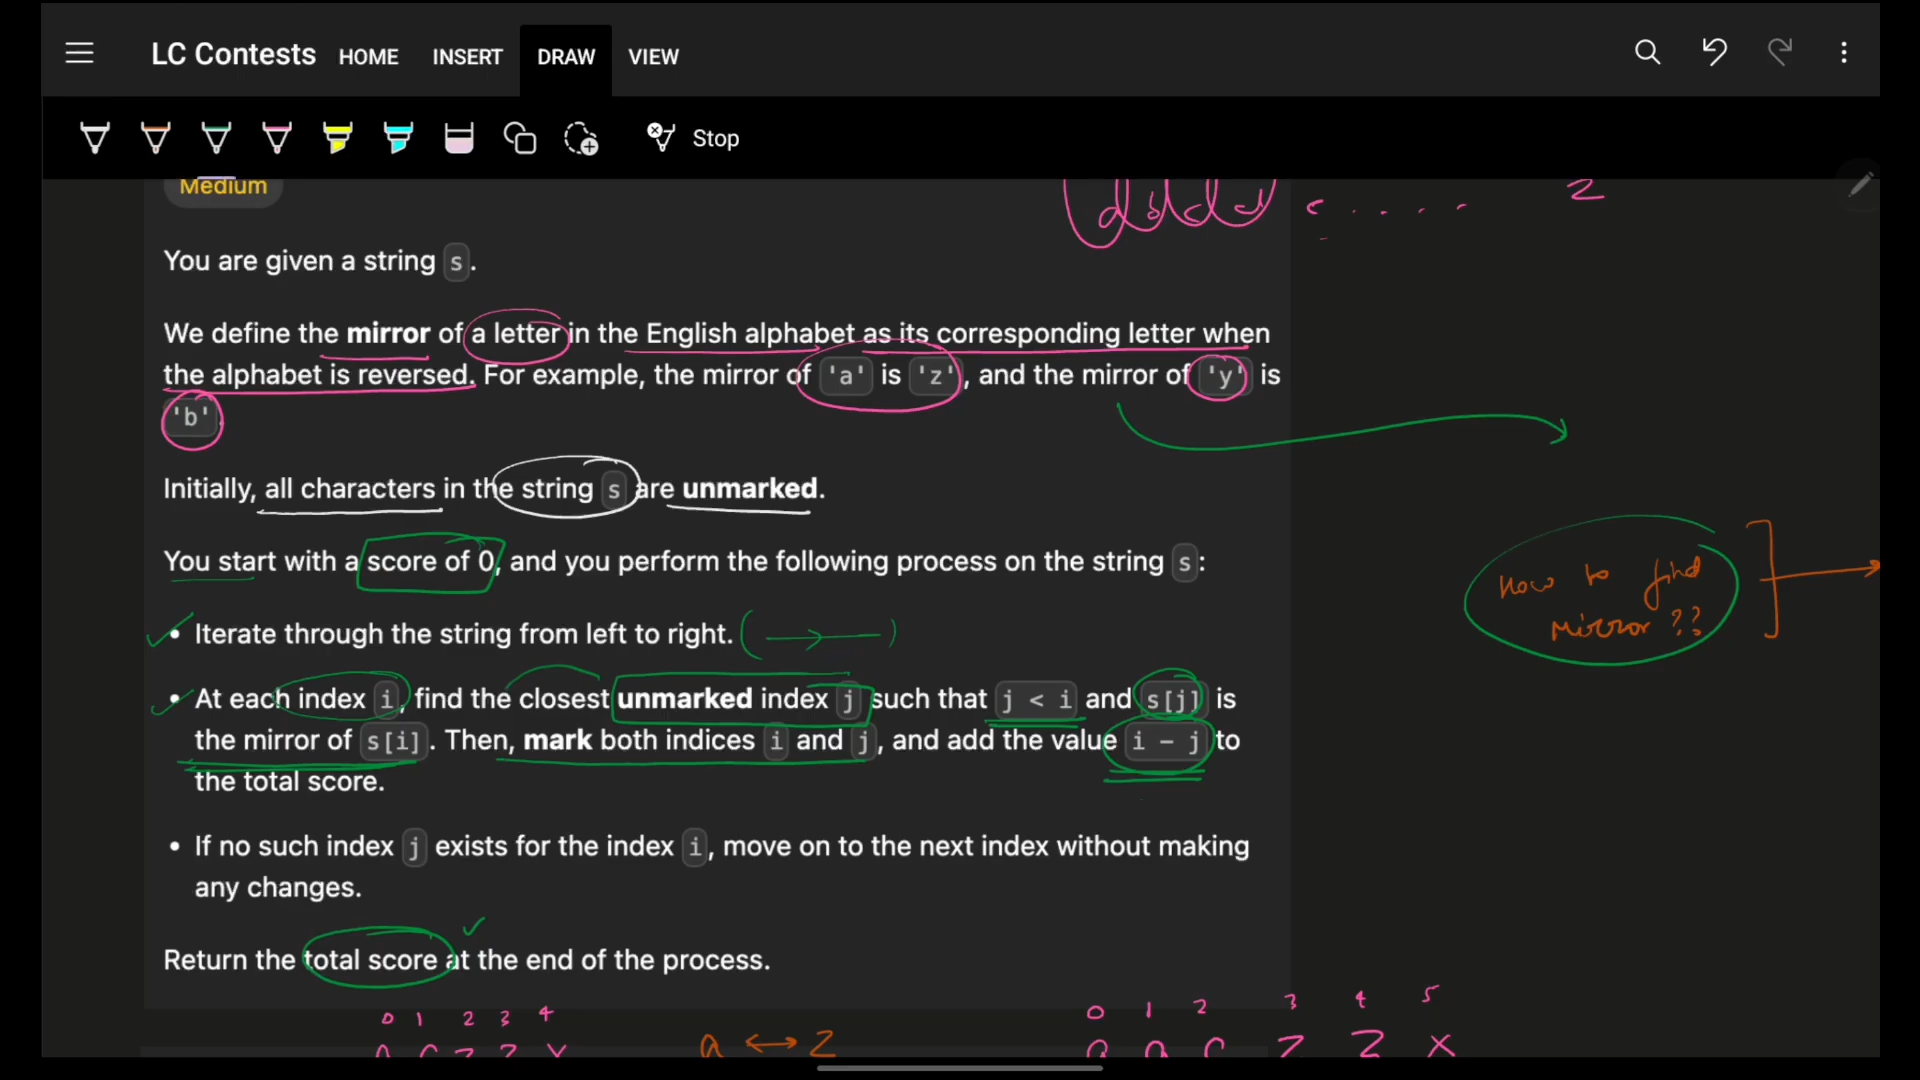 LC Contests HOME INSERT DRAW VIEW
Stop
Medium
You are given a string s.
We define the mirror of a letter in the English alphabet as its corresponding letter when
the alphabet is reversed. For example, the mirror of 'a' is 'z', and the mirror of 'y' is
'b'
Initially, all characters in the string s are unmarked.
You start with a score of 0, and you perform the following process on the string s:
How to find
Mirror ??
• Iterate through the string from left to right.
• At each index i, find the closest unmarked index j such that j < i and s[j] is
the mirror of s[i]. Then, mark both indices i and j, and add the value i - j to
the total score.
• If no such index j exists for the index i, move on to the next index without making
any changes.
Return the total score at the end of the process.
0 1 2 3 4
0 1 2 3 4 5
a ↔ z
a a c z z x